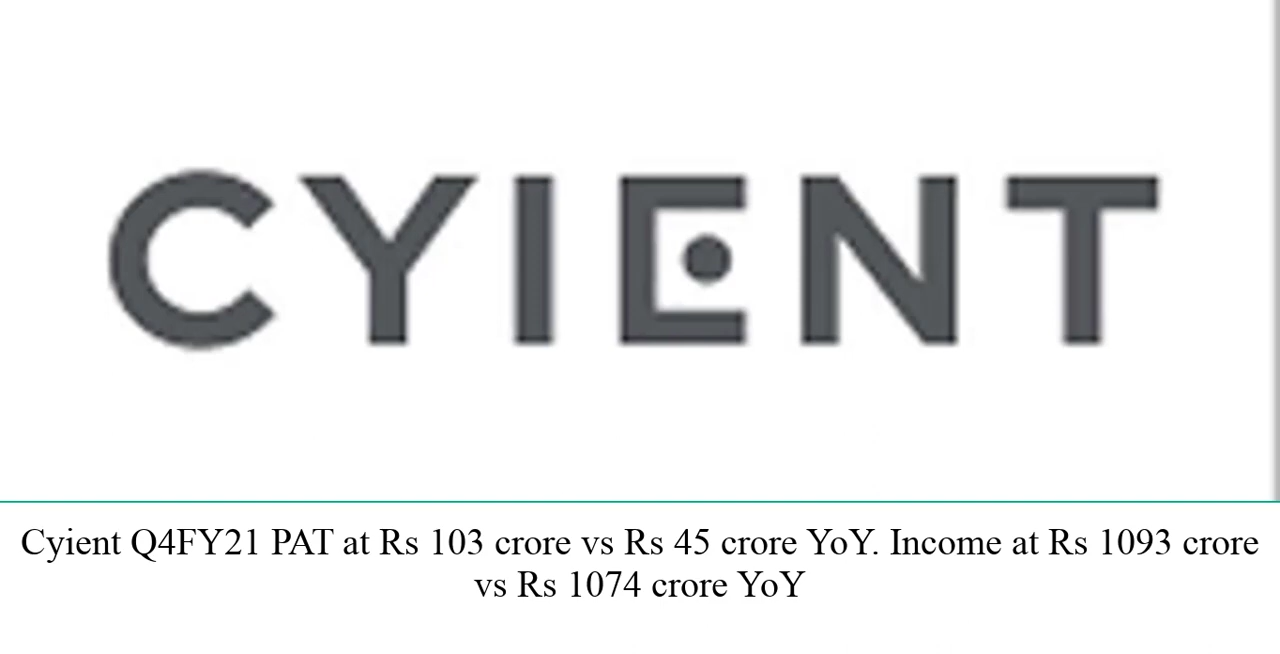 CYIENT
Cyient Q4FY21 PAT at Rs 103 crore vs Rs 45 crore YoY. Income at Rs 1093 crore
vs Rs 1074 crore YoY